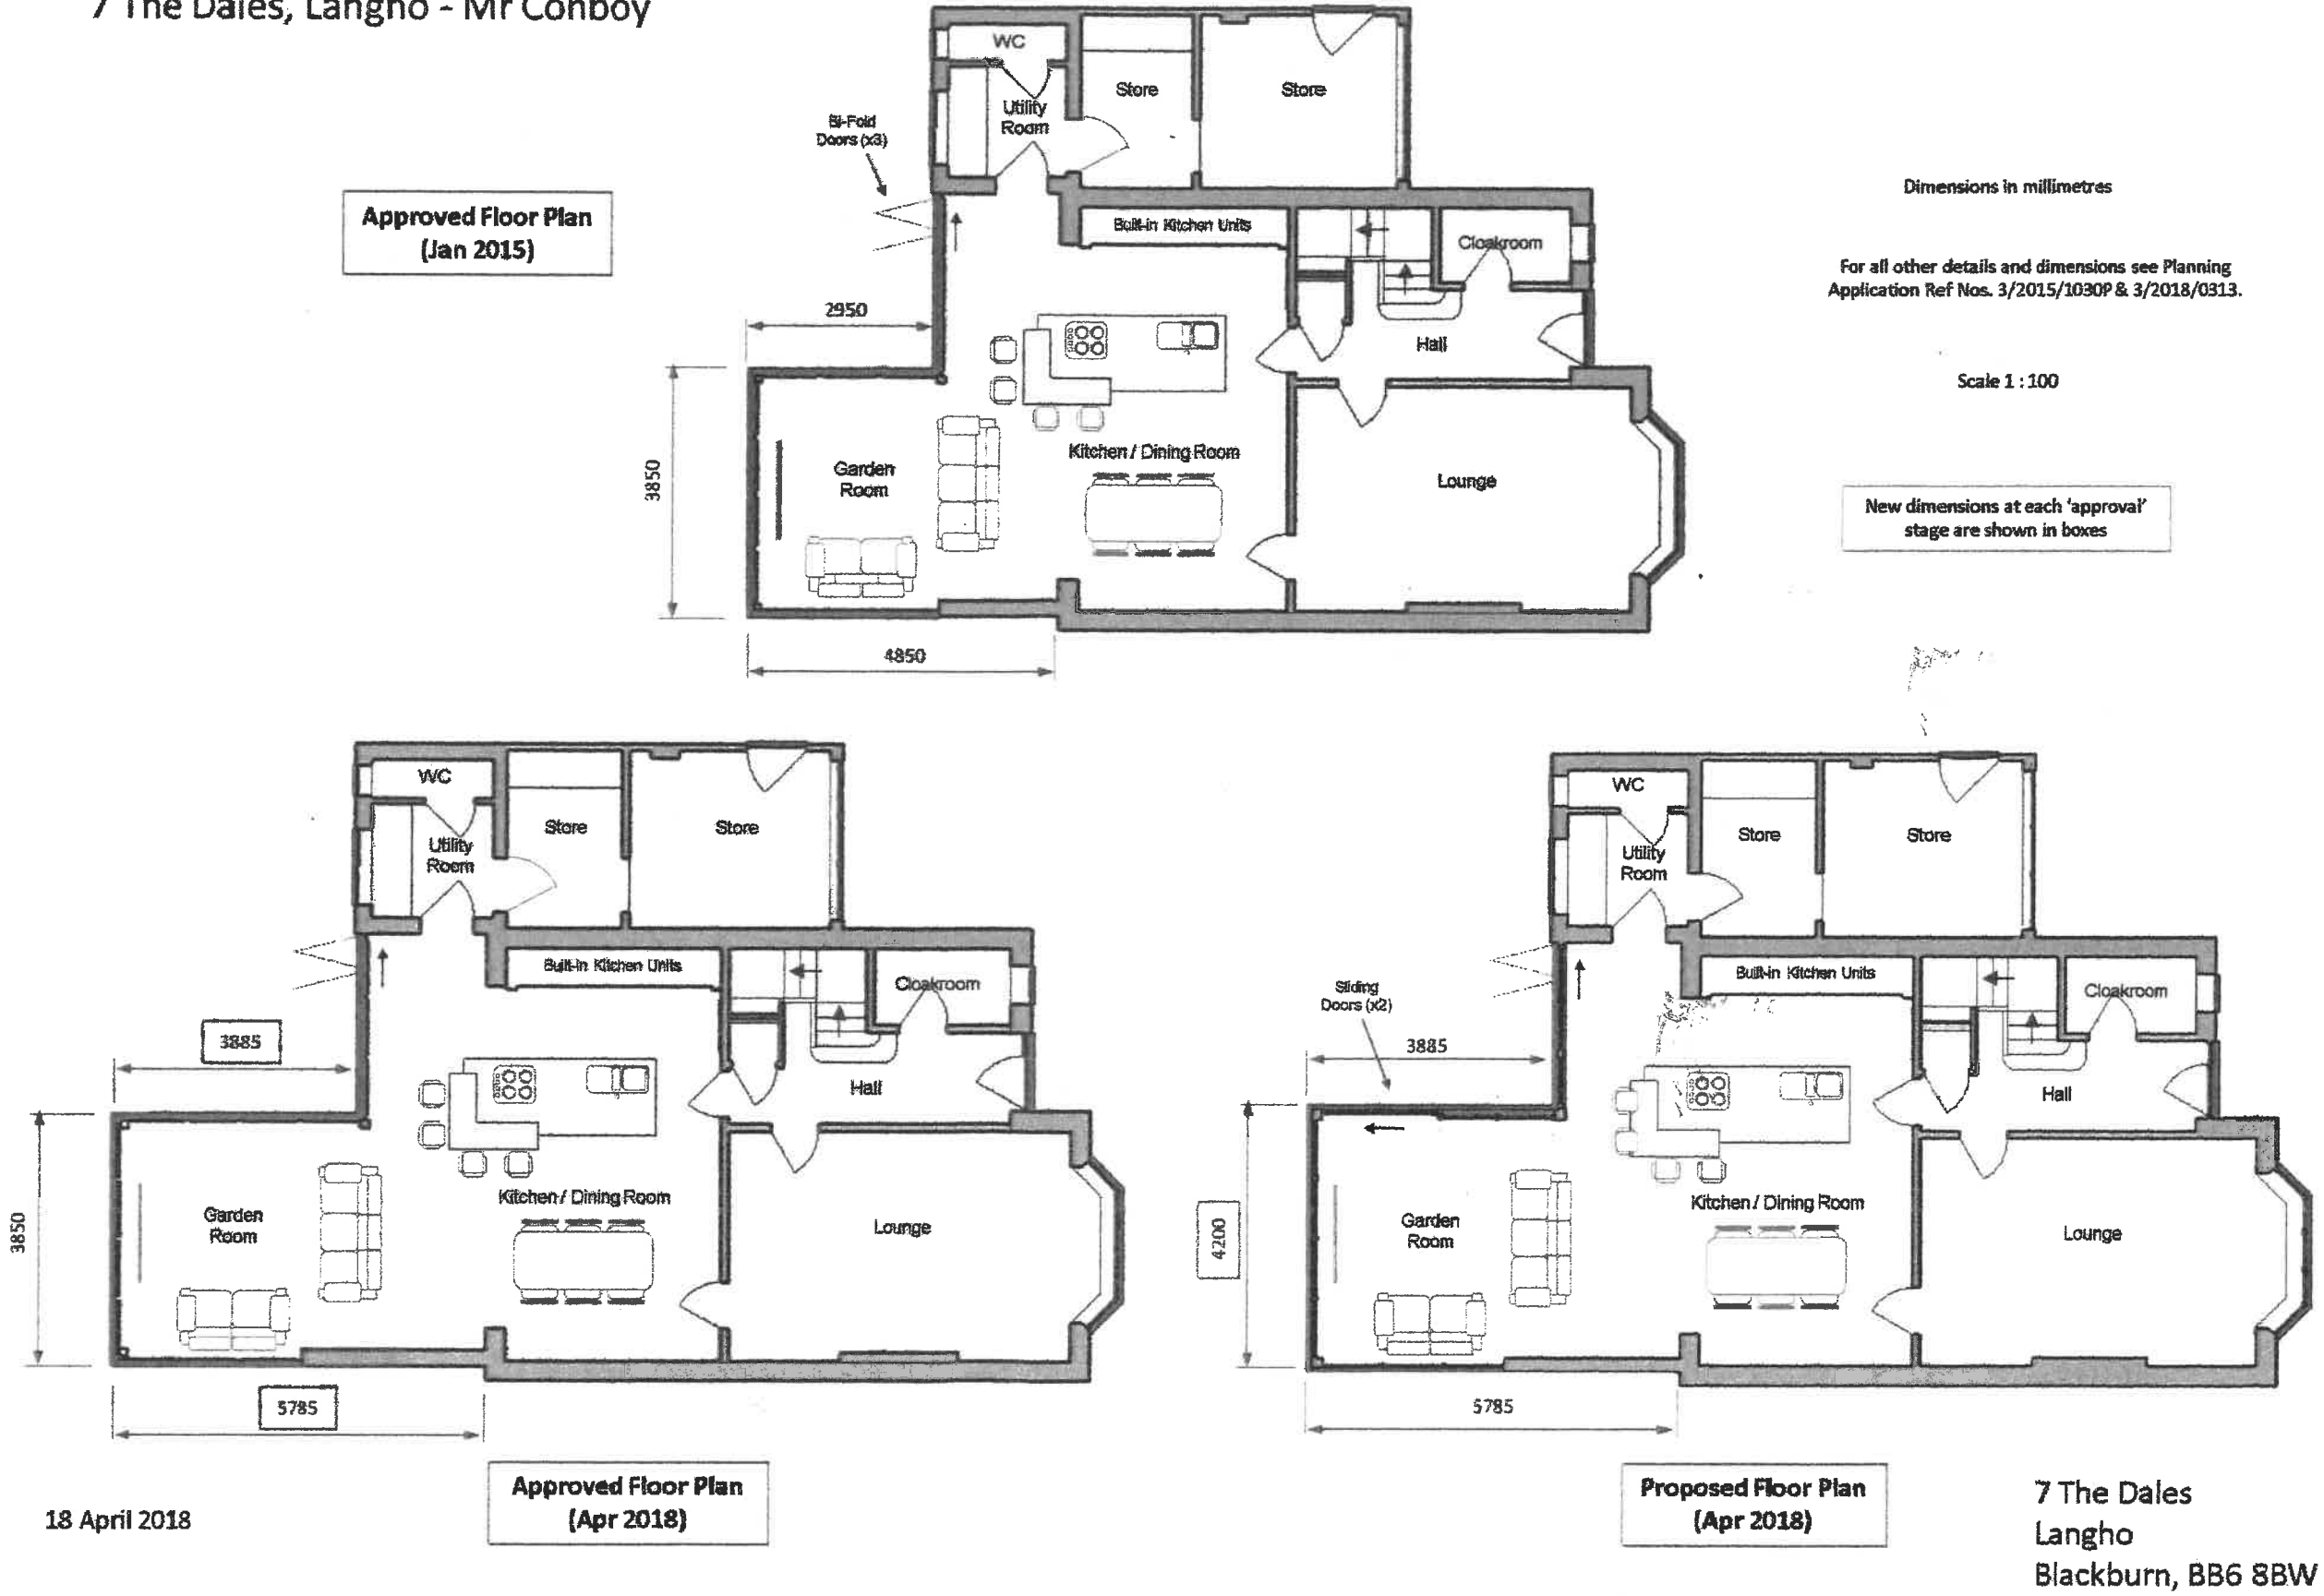 7 The Dales, Langho - Mr Conboy
WC
Store
Store
Utility
Room
Bi-Fold
Doors (x3)
Approved Floor Plan
(Jan 2015)
Built-in Kitchen Units
Cloakroom
2950
Hall
3850
Garden
Room
Kitchen / Dining Room
Lounge
4850
Dimensions in millimetres
For all other details and dimensions see Planning
Application Ref Nos. 3/2015/1030P & 3/2018/0313.
Scale 1 : 100
New dimensions at each 'approval'
stage are shown in boxes
WC
Store
Store
Utility
Room
Built-in Kitchen Units
Cloakroom
3885
Hall
3850
Garden
Room
Kitchen / Dining Room
Lounge
5785
Approved Floor Plan
(Apr 2018)
18 April 2018
WC
Store
Store
Utility
Room
Built-in Kitchen Units
Cloakroom
Sliding
Doors (x2)
3885
Hall
4200
Garden
Room
Kitchen / Dining Room
Lounge
5785
Proposed Floor Plan
(Apr 2018)
7 The Dales
Langho
Blackburn, BB6 8BW